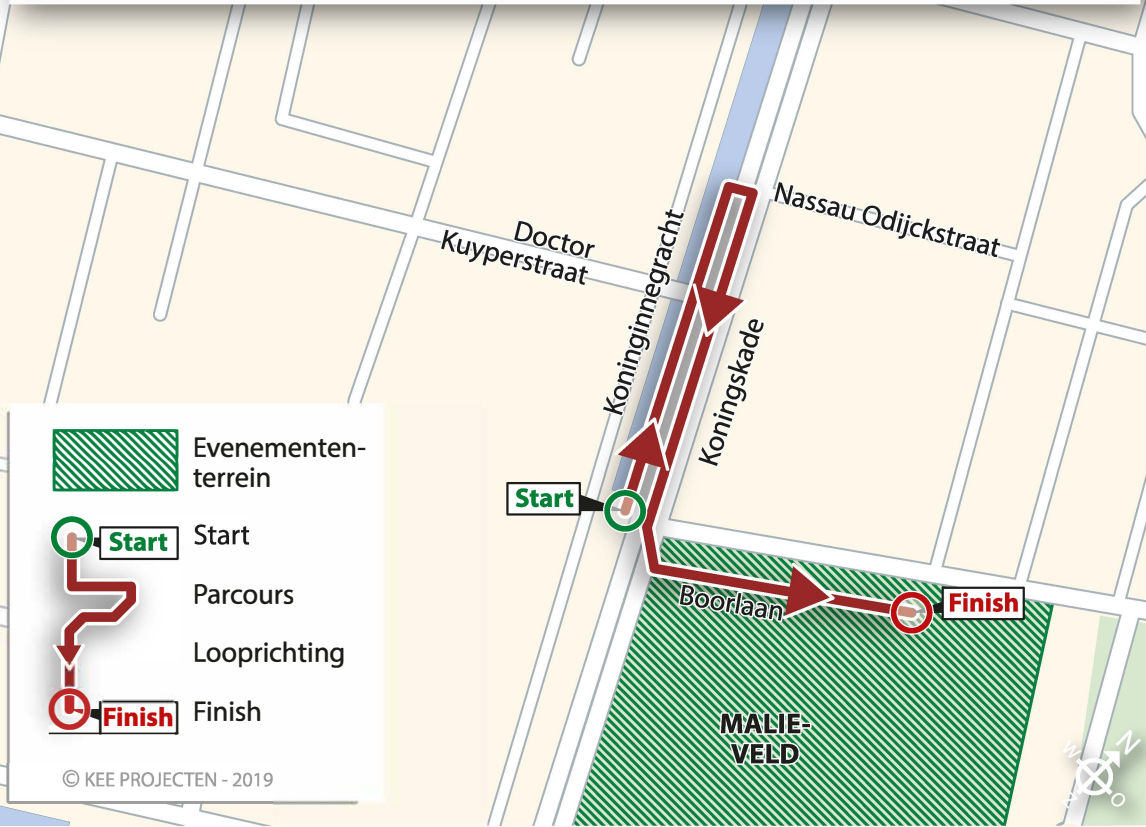 Nassau Odijckstraat
Doctor
Kuyperstraat
Koninginnegracht
Koningskade
Start
Boorlaan
Finish
MALIE-
VELD
Evenementen-
terrein
Start
Start
Parcours
Looprichting
Finish
Finish
© KEE PROJECTEN - 2019
N
W
O
Z